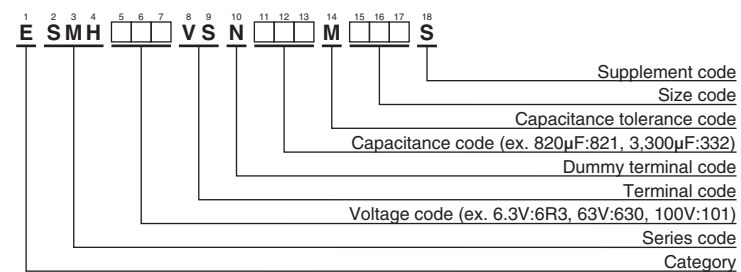 1 2 3 4 5 6 7 8 9 10 11 12 13 14 15 16 17 18
E SMH □□□ VS N □□□ M □□□ S
Supplement code
Size code
Capacitance tolerance code
Capacitance code (ex. 820μF:821, 3,300μF:332)
Dummy terminal code
Terminal code
Voltage code (ex. 6.3V:6R3, 63V:630, 100V:101)
Series code
Category